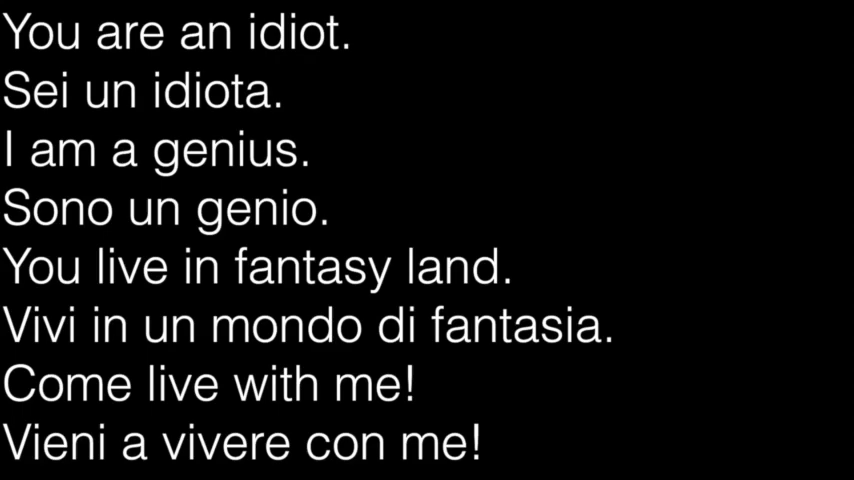 You are an idiot.
Sei un idiota.
I am a genius.
Sono un genio.
You live in fantasy land.
Vivi in un mondo di fantasia.
Come live with me!
Vieni a vivere con me!